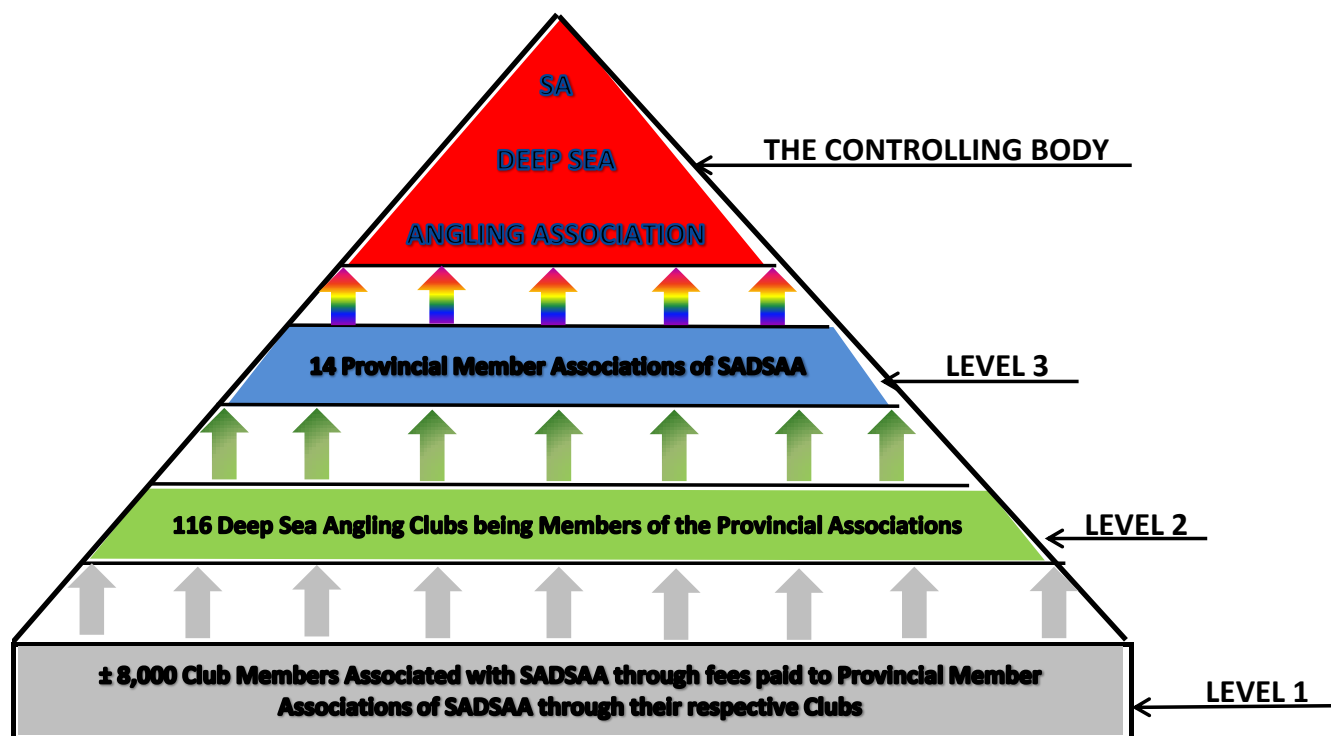 SA
DEEP SEA
ANGLING ASSOCIATION
THE CONTROLLING BODY
14 Provincial Member Associations of SADSAA
LEVEL 3
116 Deep Sea Angling Clubs being Members of the Provincial Associations
LEVEL 2
± 8,000 Club Members Associated with SADSAA through fees paid to Provincial Member
Associations of SADSAA through their respective Clubs
LEVEL 1